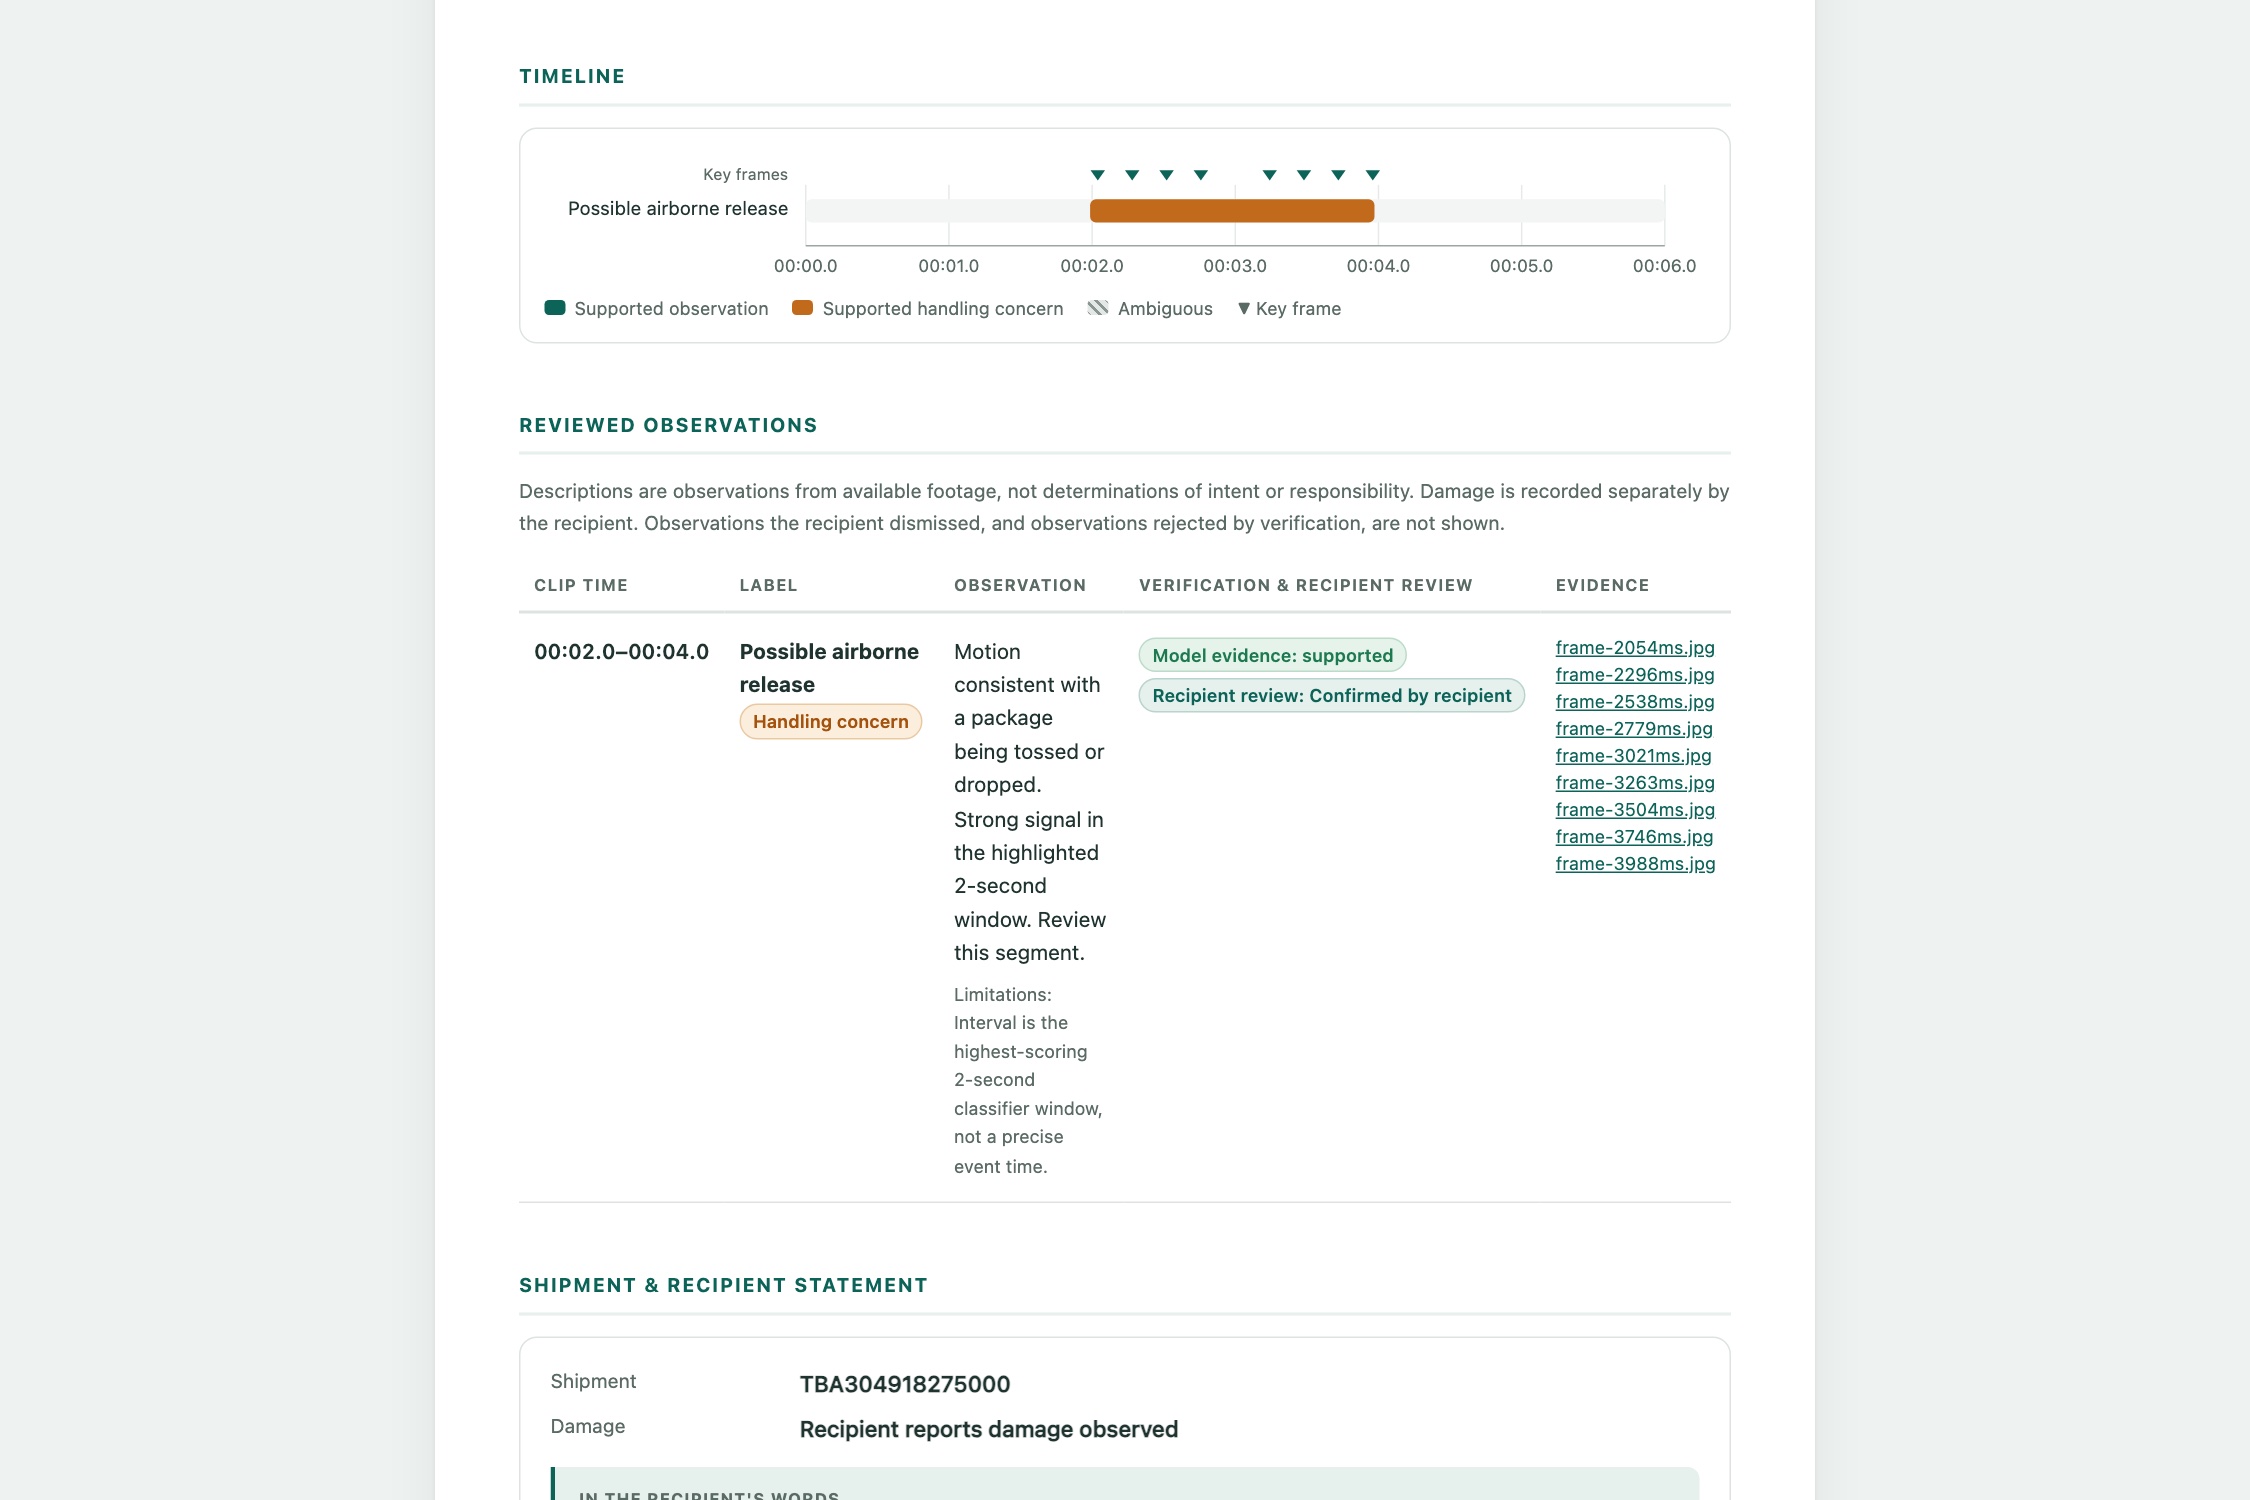 TIMELINE
Key frames
Possible airborne release
00:00.0 00:01.0 00:02.0 00:03.0 00:04.0 00:05.0 00:06.0
Supported observation Supported handling concern Ambiguous Key frame
REVIEWED OBSERVATIONS
Descriptions are observations from available footage, not determinations of intent or responsibility. Damage is recorded separately by
the recipient. Observations the recipient dismissed, and observations rejected by verification, are not shown.
CLIP TIME LABEL OBSERVATION VERIFICATION & RECIPIENT REVIEW EVIDENCE
00:02.0–00:04.0
Possible airborne
release
Handling concern
Motion
consistent with
a package
being tossed or
dropped.
Strong signal in
the highlighted
2-second
window. Review
this segment.
Limitations:
Interval is the
highest-scoring
2-second
classifier window,
not a precise
event time.
Model evidence: supported
Recipient review: Confirmed by recipient
frame-2054ms.jpg
frame-2296ms.jpg
frame-2538ms.jpg
frame-2779ms.jpg
frame-3021ms.jpg
frame-3263ms.jpg
frame-3504ms.jpg
frame-3746ms.jpg
frame-3988ms.jpg
SHIPMENT & RECIPIENT STATEMENT
Shipment TBA304918275000
Damage Recipient reports damage observed
IN THE RECIPIENT'S WORDS